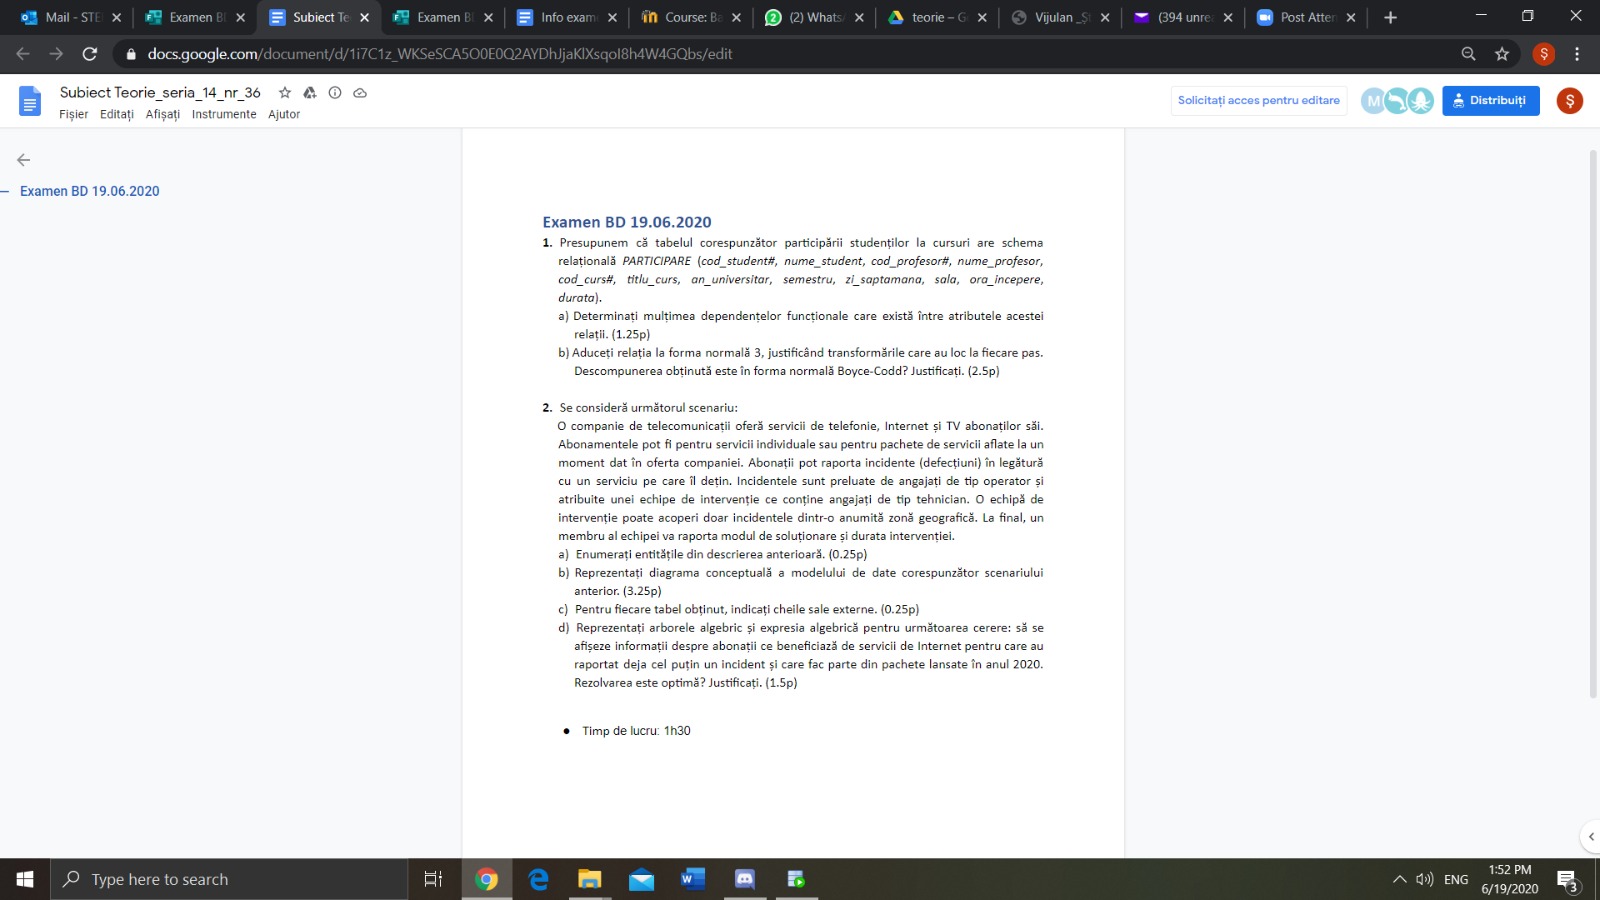 Mail - STE
Examen B
Subiect Te
Examen B
Info exam
Course: Ba
(2) Whats
teorie – G
Vijulan _S
(394 unre
Post Atten
docs.google.com/document/d/1i7C1z_WKSeSCA5O0E0Q2AYDhJjaKlXsqoI8h4W4GQbs/edit
Ș
Subiect Teorie_seria_14_nr_36
Fișier Editați Afișați Instrumente Ajutor
Solicitați acces pentru editare
M
Distribuiți
Ș
Examen BD 19.06.2020
Examen BD 19.06.2020
1. Presupunem că tabelul corespunzător participării studenților la cursuri are schema
relațională PARTICIPARE (cod_student#, nume_student, cod_profesor#, nume_profesor,
cod_curs#, titlu_curs, an_universitar, semestru, zi_saptamana, sala, ora_incepere,
durata).
a) Determinați mulțimea dependențelor funcționale care există între atributele acestei
relații. (1.25p)
b) Aduceți relația la forma normală 3, justificând transformările care au loc la fiecare pas.
Descompunerea obținută este în forma normală Boyce-Codd? Justificați. (2.5p)
2. Se consideră următorul scenariu:
O companie de telecomunicații oferă servicii de telefonie, Internet și TV abonaților săi.
Abonamentele pot fi pentru servicii individuale sau pentru pachete de servicii aflate la un
moment dat în oferta companiei. Abonații pot raporta incidente (defecțiuni) în legătură
cu un serviciu pe care îl dețin. Incidentele sunt preluate de angajați de tip operator și
atribuite unei echipe de intervenție ce conține angajați de tip tehnician. O echipă de
intervenție poate acoperi doar incidentele dintr-o anumită zonă geografică. La final, un
membru al echipei va raporta modul de soluționare și durata intervenției.
a) Enumerați entitățile din descrierea anterioară. (0.25p)
b) Reprezentați diagrama conceptuală a modelului de date corespunzător scenariului
anterior. (3.25p)
c) Pentru fiecare tabel obținut, indicați cheile sale externe. (0.25p)
d) Reprezentați arborele algebric și expresia algebrică pentru următoarea cerere: să se
afișeze informații despre abonații ce beneficiază de servicii de Internet pentru care au
raportat deja cel puțin un incident și care fac parte din pachete lansate în anul 2020.
Rezolvarea este optimă? Justificați. (1.5p)
● Timp de lucru: 1h30
Type here to search
ENG
1:52 PM
6/19/2020
3